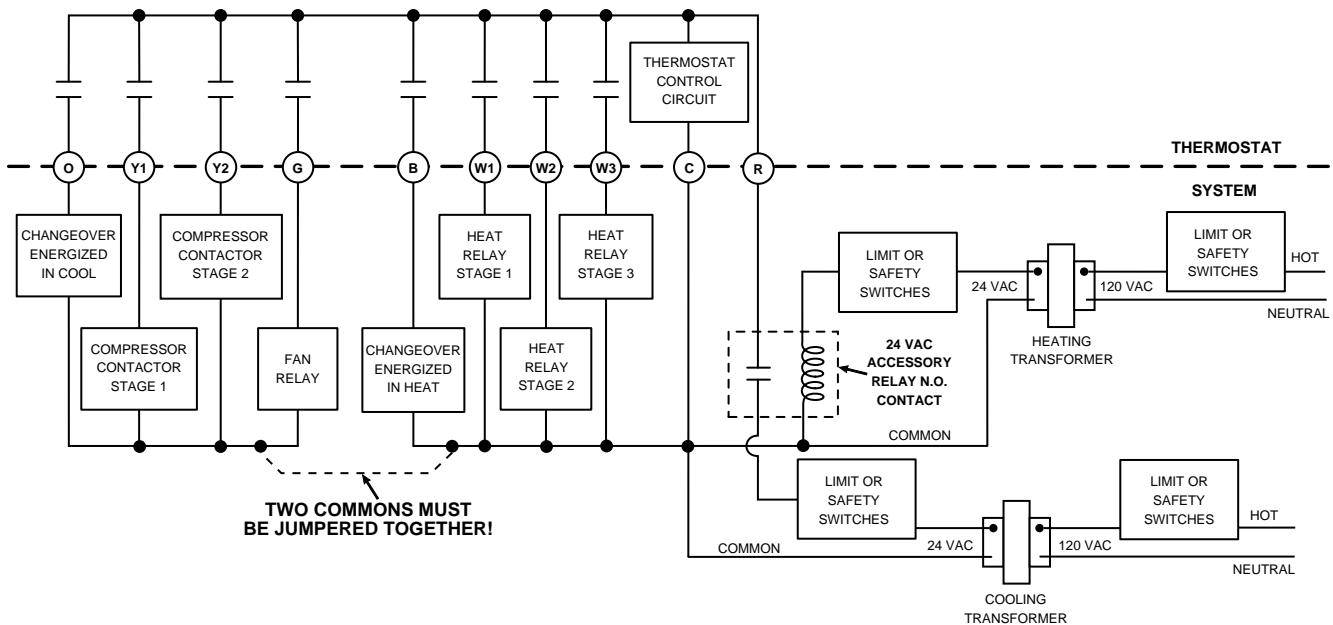 THERMOSTAT
CONTROL
CIRCUIT
THERMOSTAT
O
Y1
Y2
G
B
W1
W2
W3
C
R
SYSTEM
CHANGEOVER
ENERGIZED
IN COOL
COMPRESSOR
CONTACTOR
STAGE 2
HEAT
RELAY
STAGE 1
HEAT
RELAY
STAGE 3
LIMIT OR
SAFETY
SWITCHES
24 VAC
120 VAC
LIMIT OR
SAFETY
SWITCHES
HOT
NEUTRAL
HEATING
TRANSFORMER
COMPRESSOR
CONTACTOR
STAGE 1
FAN
RELAY
CHANGEOVER
ENERGIZED
IN HEAT
HEAT
RELAY
STAGE 2
24 VAC
ACCESSORY
RELAY N.O.
CONTACT
COMMON
TWO COMMONS MUST
BE JUMPERED TOGETHER!
LIMIT OR
SAFETY
SWITCHES
COMMON
24 VAC
120 VAC
LIMIT OR
SAFETY
SWITCHES
HOT
NEUTRAL
COOLING
TRANSFORMER